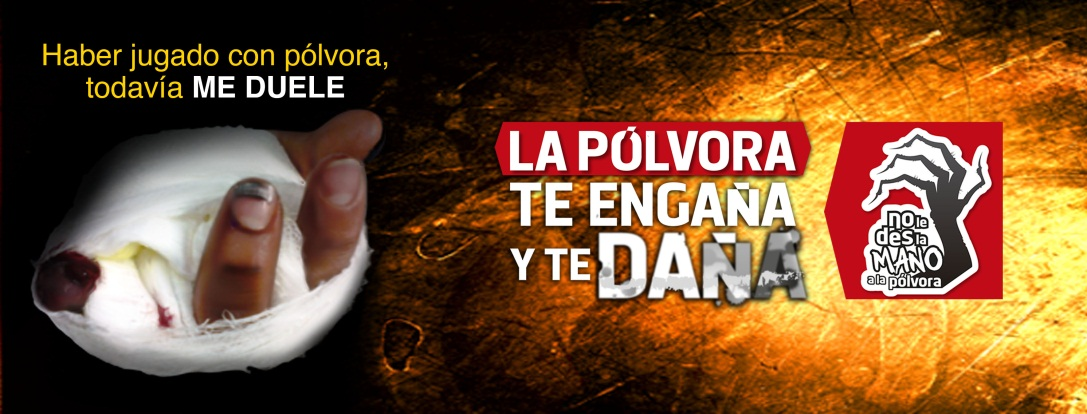 Haber jugado con pólvora,
todavía ME DUELE
LA PÓLVORA
TE ENGAÑA
Y TE DAÑA
no le
des la
MANO
a la pólvora